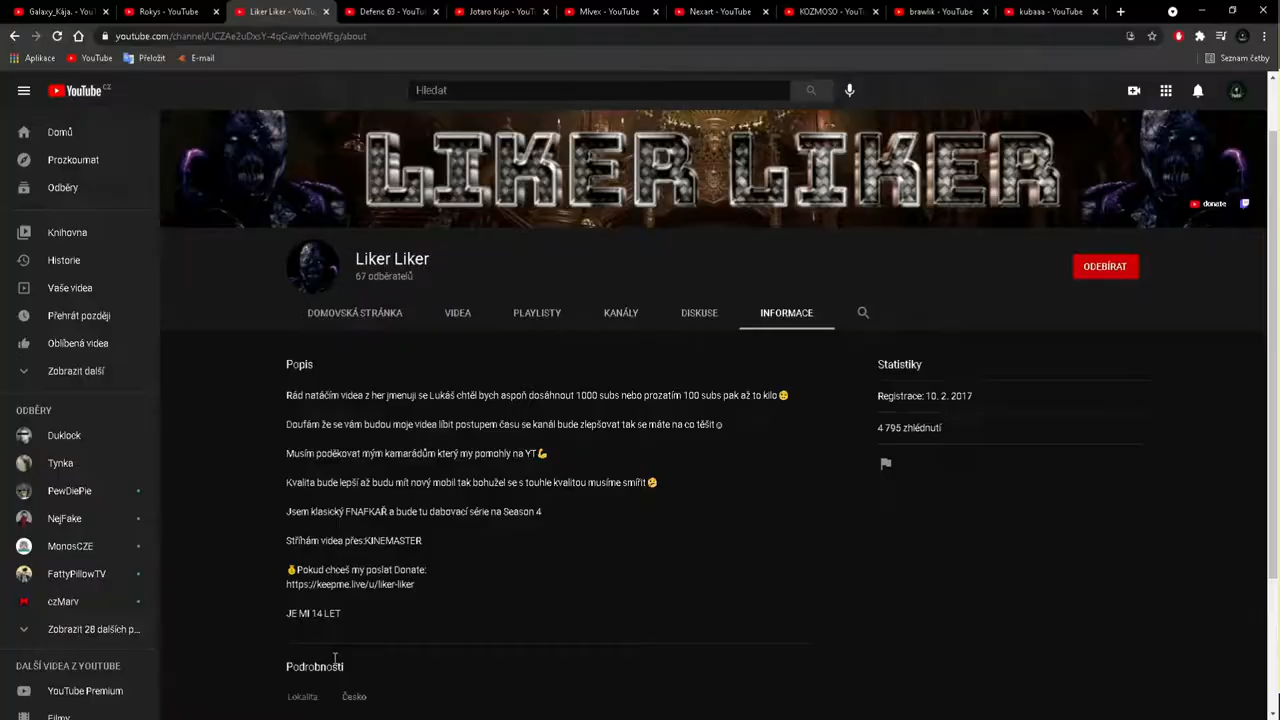 Galaxy_Kája. - YouT
Rokys - YouTube
Liker Liker - YouTu
Defenc 63 - YouTub
Jotaro Kujo - YouTu
Mlvex - YouTube
Nexart - YouTube
KOZMOSO - YouTu
brawlik - YouTube
kubaaa - YouTube
youtube.com/channel/UCZAe2uDxsY-4qGawYhooWEg/about
Aplikace
YouTube
Přeložit
E-mail
Seznam četby
YouTube CZ
Hledat
Domů
Prozkoumat
Odběry
Knihovna
Historie
Vaše videa
Přehrát později
Oblíbená videa
Zobrazit další
ODBĚRY
Duklock
Tynka
PewDiePie
NejFake
MonosCZE
FattyPillowTV
czMarv
Zobrazit 28 dalších p...
DALŠÍ VIDEA Z YOUTUBE
YouTube Premium
Filmy
LIKER LIKER
donate
Liker Liker
67 odběratelů
ODEBÍRAT
DOMOVSKÁ STRÁNKA
VIDEA
PLAYLISTY
KANÁLY
DISKUSE
INFORMACE
Popis
Rád natáčím videa z her jmenuji se Lukáš chtěl bych aspoň dosáhnout 1000 subs nebo prozatím 100 subs pak až to kilo🧐
Doufám že se vám budou moje videa líbit postupem času se kanál bude zlepšovat tak se máte na co těšit☺
Musím poděkovat mým kamarádům který my pomohly na YT💪
Kvalita bude lepší až budu mít nový mobil tak bohužel se s touhle kvalitou musíme smířit🤔
Jsem klasický FNAFKAŘ a bude tu dabovací série na Season 4
Stříhám videa přes:KINEMASTER
💰Pokud chceš my poslat Donate:
https://keepme.live/u/liker-liker
JE MI 14 LET
Podrobnosti
Lokalita: Česko
Statistiky
Registrace: 10. 2. 2017
4 795 zhlédnutí